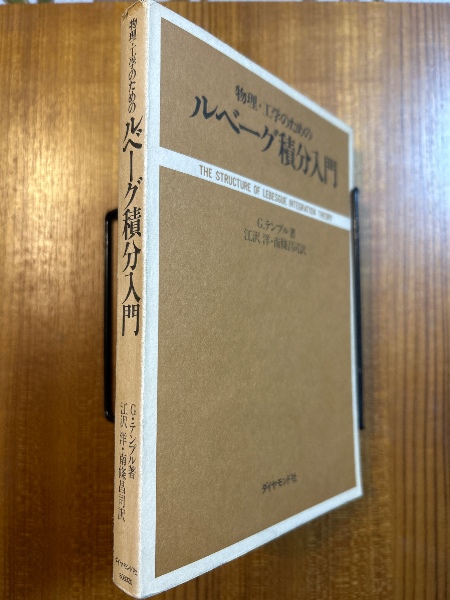 物理・工学のための
ルベーグ積分入門
G・テンプル著
江沢 洋・南條昌司訳
ダイヤモンド社
物理・工学のための
ルベーグ積分入門
THE STRUCTURE OF LEBESGUE INTEGRATION THEORY
G.テンプル著
江沢 洋・南條昌司訳
ダイヤモンド社